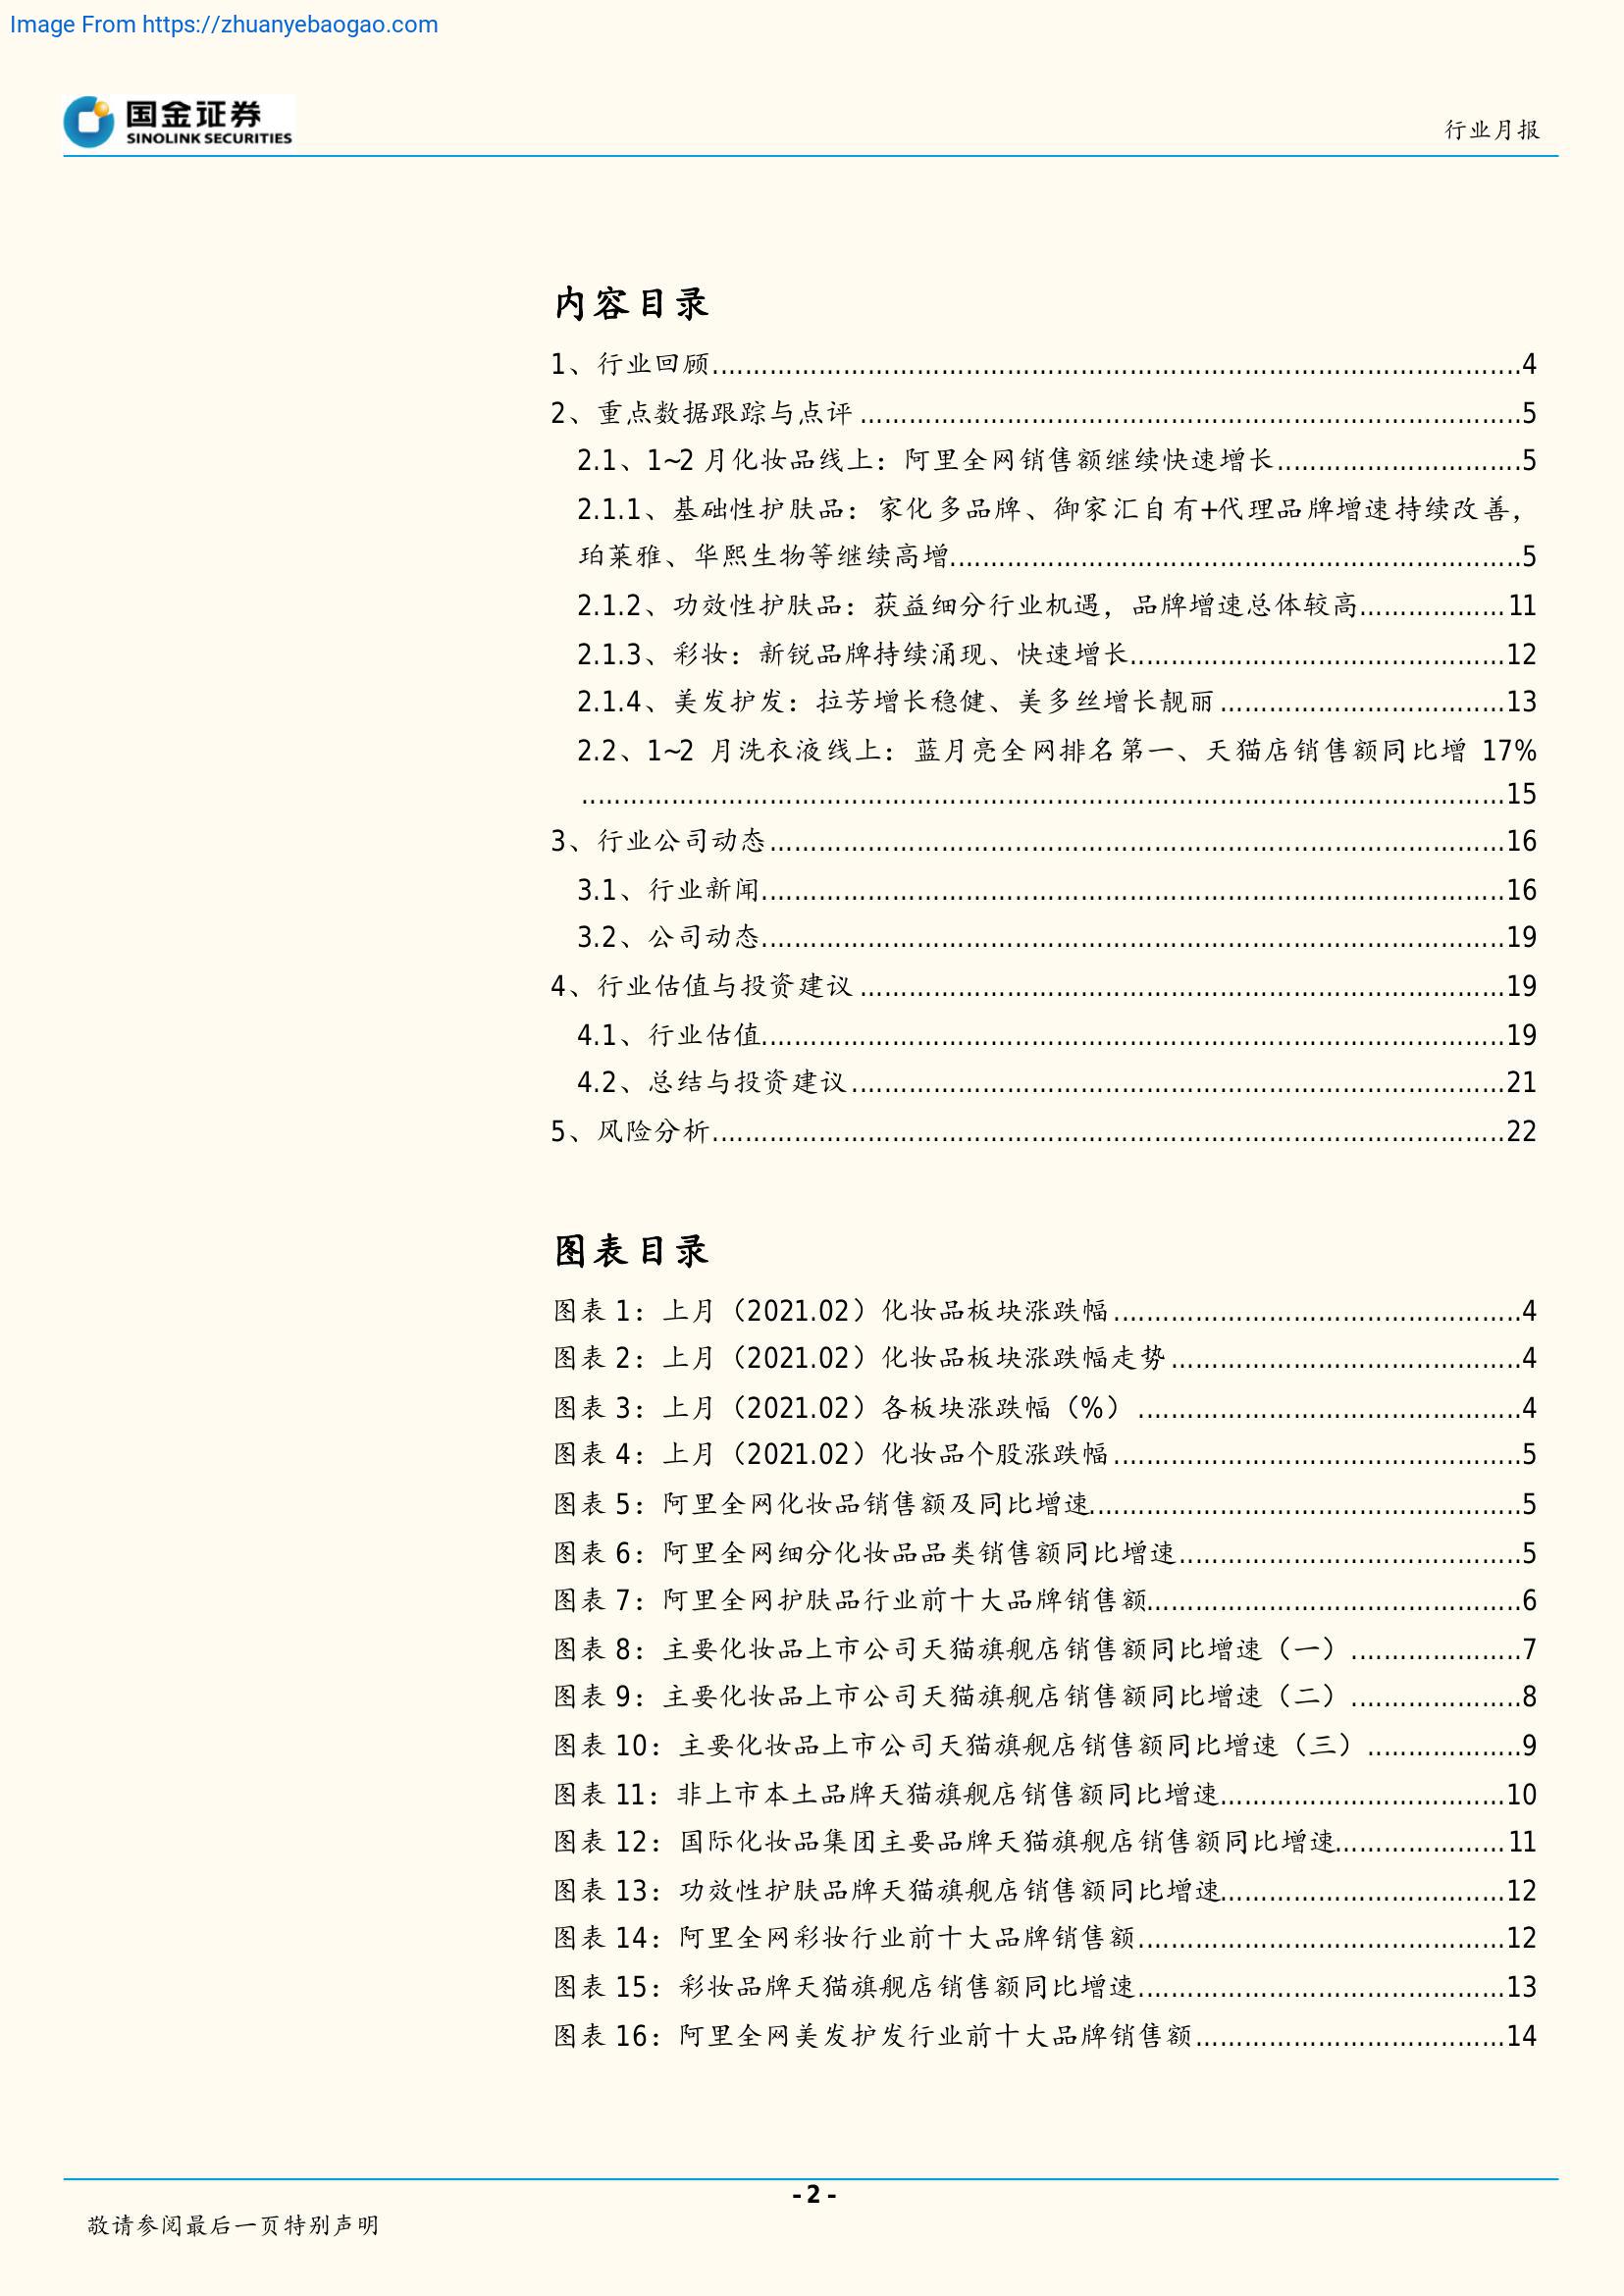 Image From https://zhuanyebaogao.com
国金证券
SINOLINK SECURITIES
行业月报
内容目录
1、行业回顾....................4
2、重点数据跟踪与点评....................5
2.1、1~2 月化妆品线上：阿里全网销售额继续快速增长....................5
2.1.1、基础性护肤品：家化多品牌、御家汇自有+代理品牌增速持续改善，
珀莱雅、华熙生物等继续高增....................5
2.1.2、功效性护肤品：获益细分行业机遇，品牌增速总体较高....................11
2.1.3、彩妆：新锐品牌持续涌现、快速增长....................12
2.1.4、美发护发：拉芳增长稳健、美多丝增长靓丽....................13
2.2、1~2 月洗衣液线上：蓝月亮全网排名第一、天猫店销售额同比增 17%
....................15
3、行业公司动态....................16
3.1、行业新闻....................16
3.2、公司动态....................19
4、行业估值与投资建议....................19
4.1、行业估值....................19
4.2、总结与投资建议....................21
5、风险分析....................22
图表目录
图表 1：上月（2021.02）化妆品板块涨跌幅....................4
图表 2：上月（2021.02）化妆品板块涨跌幅走势....................4
图表 3：上月（2021.02）各板块涨跌幅（%）....................4
图表 4：上月（2021.02）化妆品个股涨跌幅....................5
图表 5：阿里全网化妆品销售额及同比增速....................5
图表 6：阿里全网细分化妆品品类销售额同比增速....................5
图表 7：阿里全网护肤品行业前十大品牌销售额....................6
图表 8：主要化妆品上市公司天猫旗舰店销售额同比增速（一）....................7
图表 9：主要化妆品上市公司天猫旗舰店销售额同比增速（二）....................8
图表 10：主要化妆品上市公司天猫旗舰店销售额同比增速（三）....................9
图表 11：非上市本土品牌天猫旗舰店销售额同比增速....................10
图表 12：国际化妆品集团主要品牌天猫旗舰店销售额同比增速....................11
图表 13：功效性护肤品牌天猫旗舰店销售额同比增速....................12
图表 14：阿里全网彩妆行业前十大品牌销售额....................12
图表 15：彩妆品牌天猫旗舰店销售额同比增速....................13
图表 16：阿里全网美发护发行业前十大品牌销售额....................14
- 2 -
敬请参阅最后一页特别声明